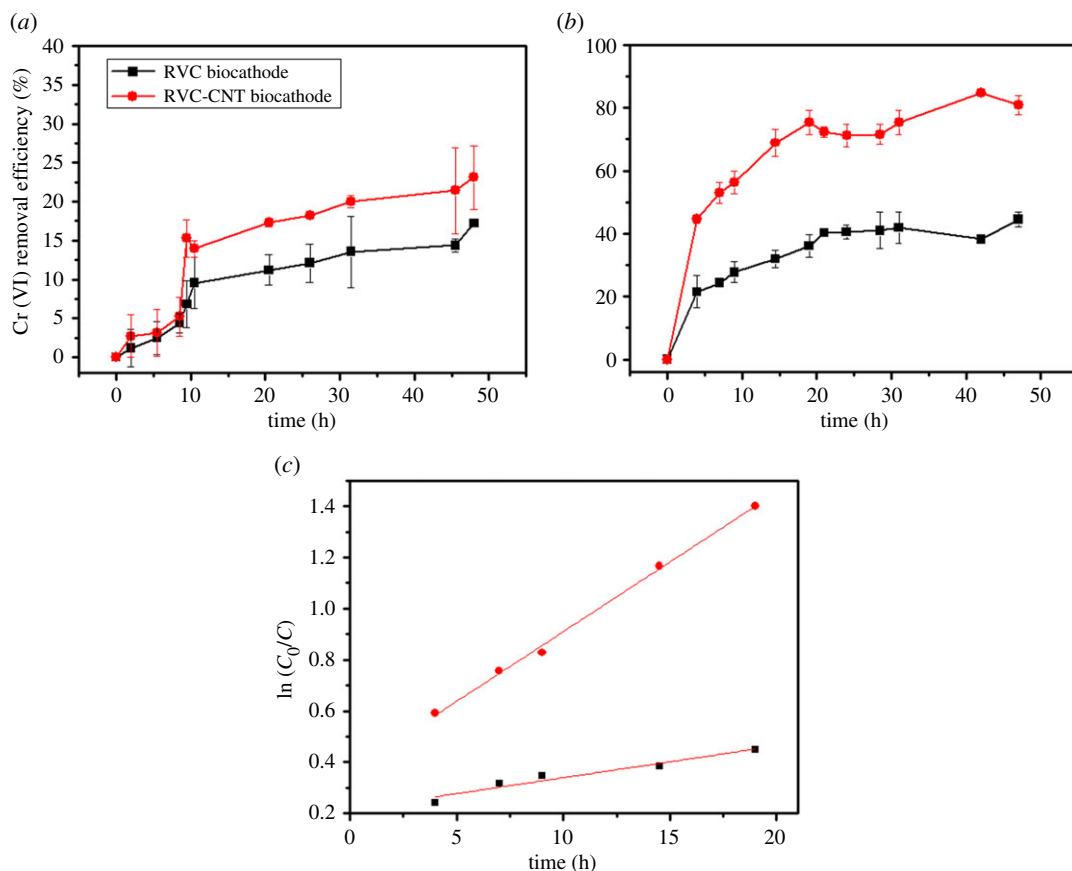 (a)
(b)
40
35
30
25
20
15
10
5
0
Cr (VI) removal efficiency (%)
RVC biocathode
RVC-CNT biocathode
0 10 20 30 40 50
time (h)
100
80
60
40
20
0
0 10 20 30 40 50
time (h)
(c)
1.4
1.2
1.0
0.8
0.6
0.4
0.2
ln (C0/C)
0 5 10 15 20
time (h)